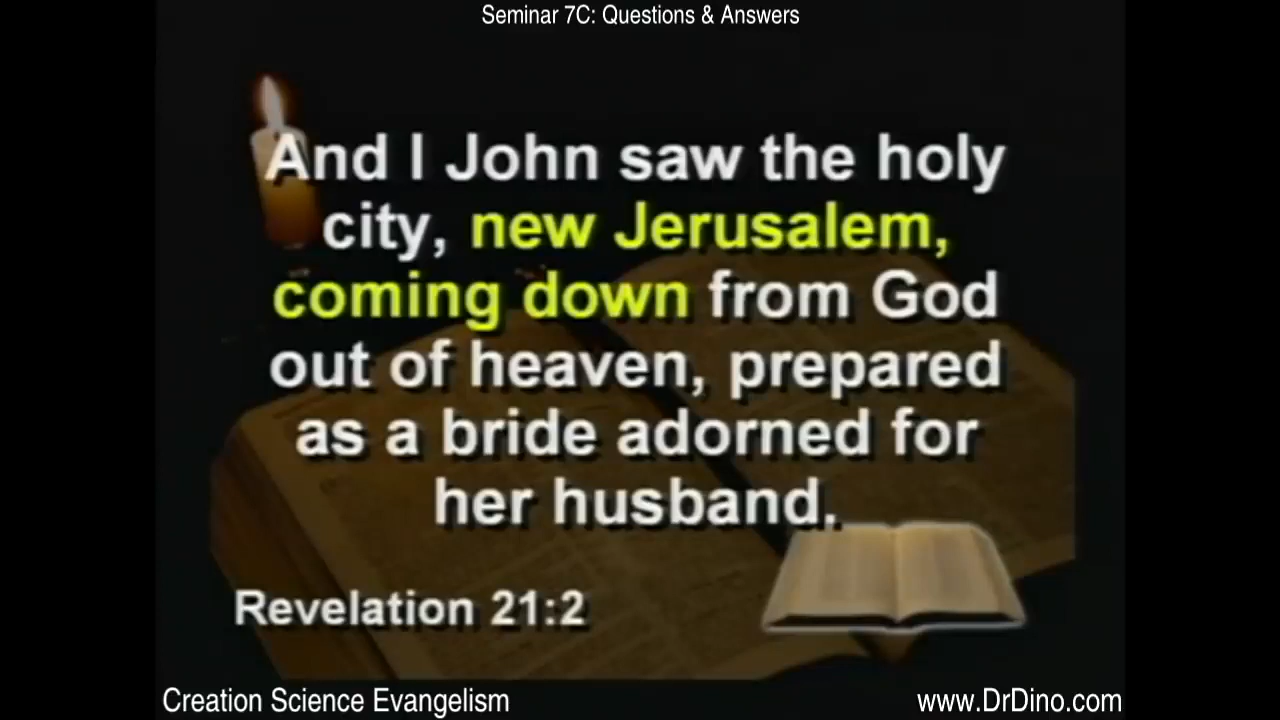 Seminar 7C: Questions & Answers
And I John saw the holy
city, new Jerusalem,
coming down from God
out of heaven, prepared
as a bride adorned for
her husband.
Revelation 21:2
Creation Science Evangelism
www.DrDino.com